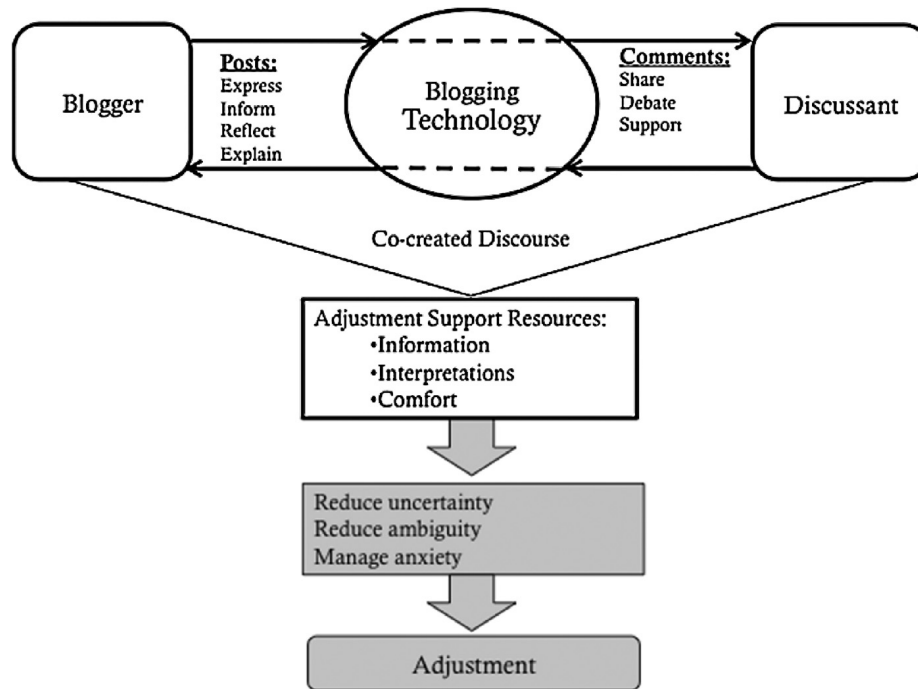 Blogger
Posts:
Express
Inform
Reflect
Explain
Blogging
Technology
Comments:
Share
Debate
Support
Discussant
Co-created Discourse
Adjustment Support Resources:
•Information
•Interpretations
•Comfort
Reduce uncertainty
Reduce ambiguity
Manage anxiety
Adjustment